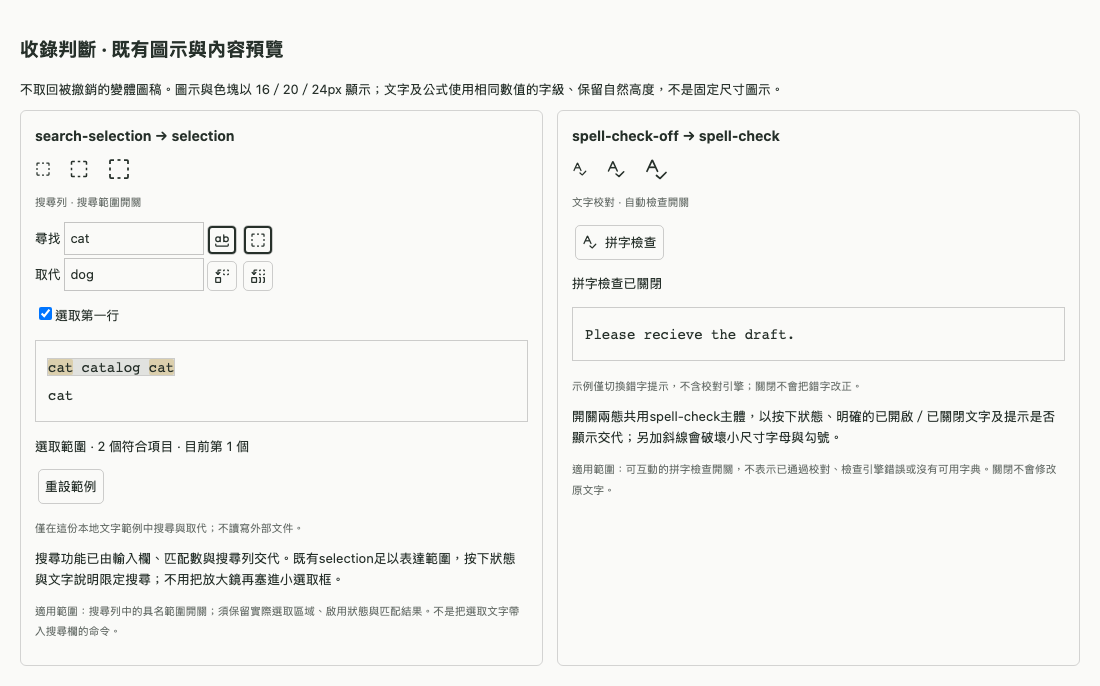 收錄判斷 · 既有圖示與內容預覽
不取回被撤銷的變體圖稿。圖示與色塊以 16 / 20 / 24px 顯示；文字及公式使用相同數值的字級、保留自然高度，不是固定尺寸圖示。
search-selection → selection
搜尋列 · 搜尋範圍開關
尋找 cat ab
取代 dog
選取第一行
cat catalog cat
cat
選取範圍 · 2 個符合項目 · 目前第 1 個
重設範例
僅在這份本地文字範例中搜尋與取代；不讀寫外部文件。
搜尋功能已由輸入欄、匹配數與搜尋列交代。既有selection足以表達範圍，按下狀態
與文字說明限定搜尋；不用把放大鏡再塞進小選取框。
適用範圍：搜尋列中的具名範圍開關；須保留實際選取區域、啟用狀態與匹配結果。不是把選取文字帶
入搜尋欄的命令。
spell-check-off → spell-check
文字校對 · 自動檢查開關
拼字檢查
拼字檢查已關閉
Please recieve the draft.
示例僅切換錯字提示，不含校對引擎；關閉不會把錯字改正。
開關兩態共用spell-check主體，以按下狀態、明確的已開啟 / 已關閉文字及提示是否
顯示交代；另加斜線會破壞小尺寸字母與勾號。
適用範圍：可互動的拼字檢查開關，不表示已通過校對、檢查引擎錯誤或沒有可用字典。關閉不會修改
原文字。